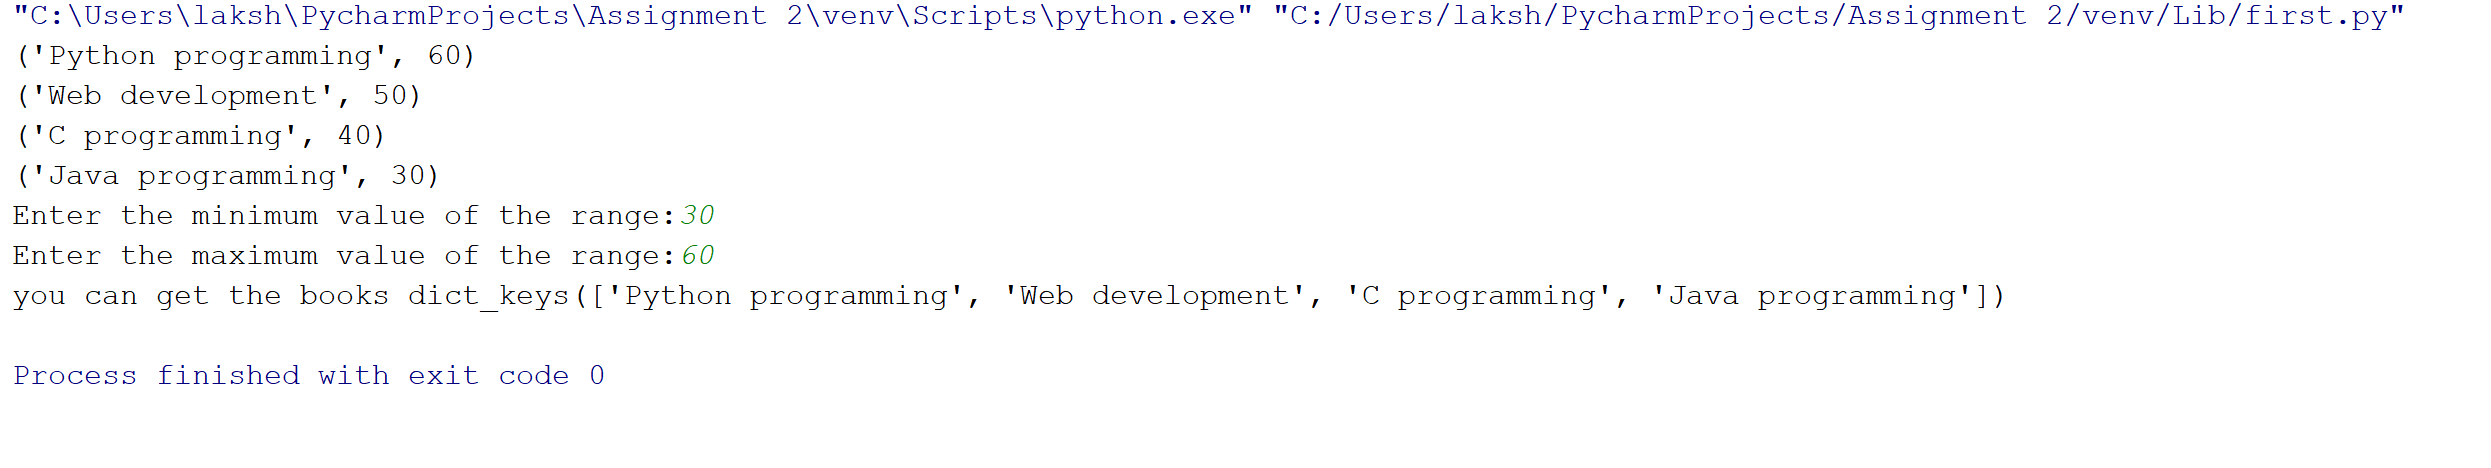 "C:\Users\laksh\PycharmProjects\Assignment 2\venv\Scripts\python.exe" "C:/Users/laksh/PycharmProjects/Assignment 2/venv/Lib/first.py"
('Python programming', 60)
('Web development', 50)
('C programming', 40)
('Java programming', 30)
Enter the minimum value of the range:30
Enter the maximum value of the range:60
you can get the books dict_keys(['Python programming', 'Web development', 'C programming', 'Java programming'])
Process finished with exit code 0